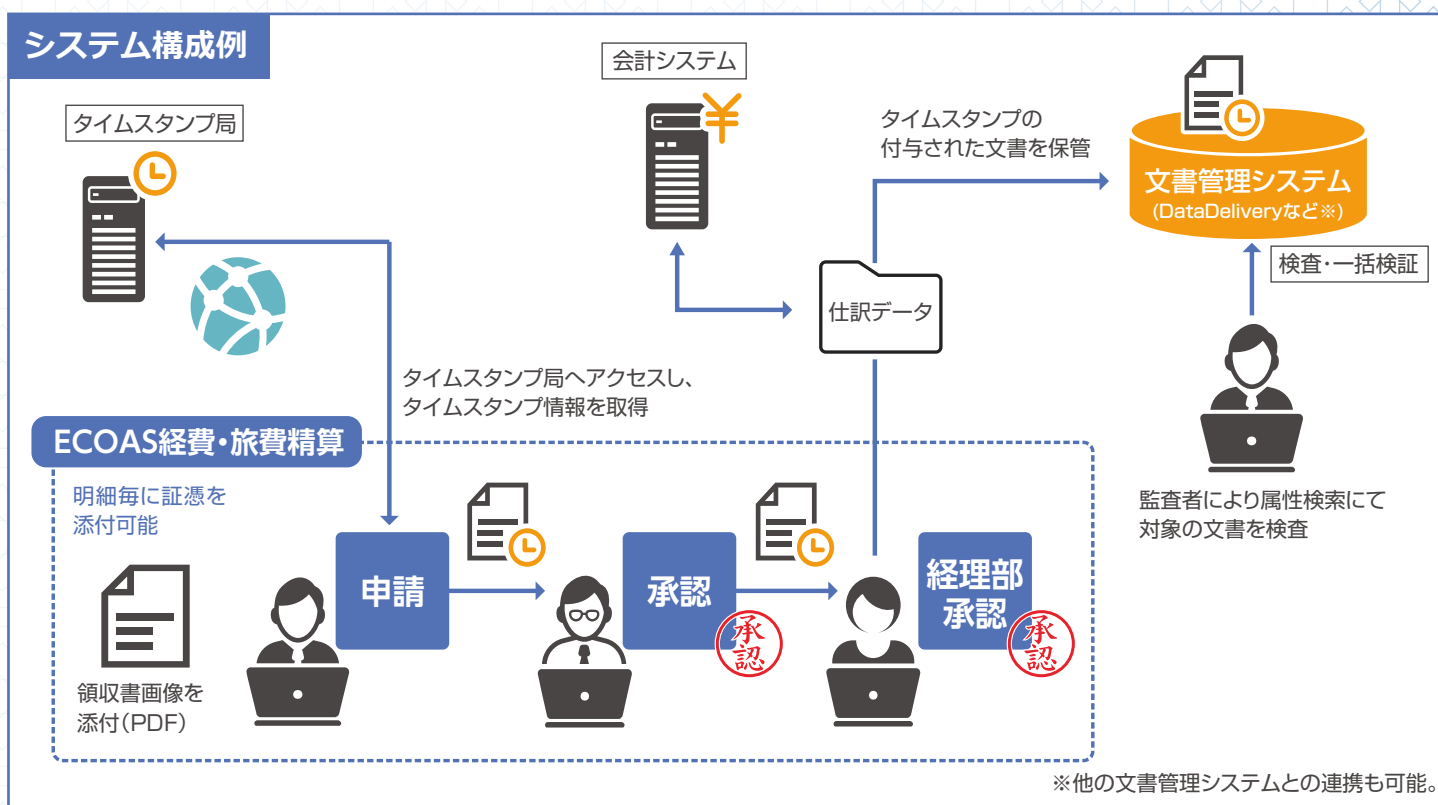 システム構成例
タイムスタンプ局
会計システム
¥
タイムスタンプの
付与された文書を保管
文書管理システム
(DataDeliveryなど※)
検査・一括検証
仕訳データ
タイムスタンプ局へアクセスし、
タイムスタンプ情報を取得
監査者により属性検索にて
対象の文書を検査
ECOAS経費・旅費精算
明細毎に証憑を
添付可能
領収書画像を
添付(PDF)
申請
承認
承認
経理部
承認
承認
※他の文書管理システムとの連携も可能。